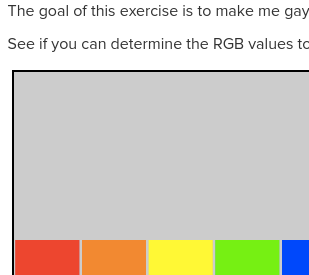 The goal of this exercise is to make me gay
See if you can determine the RGB values to